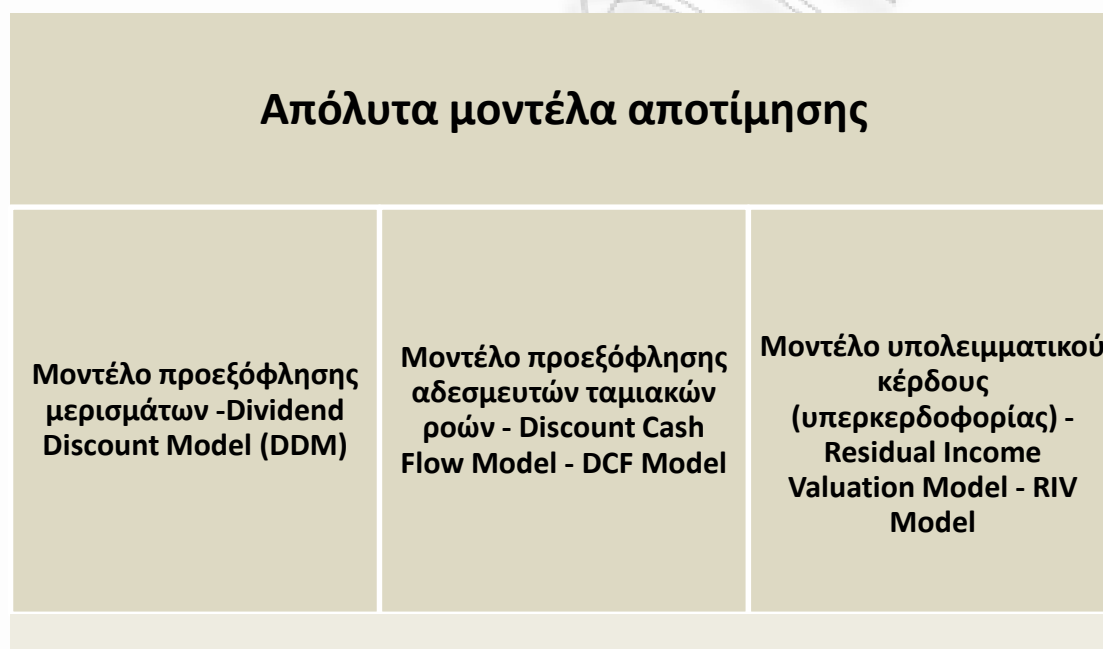 Απόλυτα μοντέλα αποτίμησης
Μοντέλο προεξόφλησης
μερισμάτων -Dividend
Discount Model (DDM)
Μοντέλο προεξόφλησης
αδεσμευτών ταμιακών
ροών - Discount Cash
Flow Model - DCF Model
Μοντέλο υπολειμματικού
κέρδους
(υπερκερδοφορίας) -
Residual Income
Valuation Model - RIV
Model